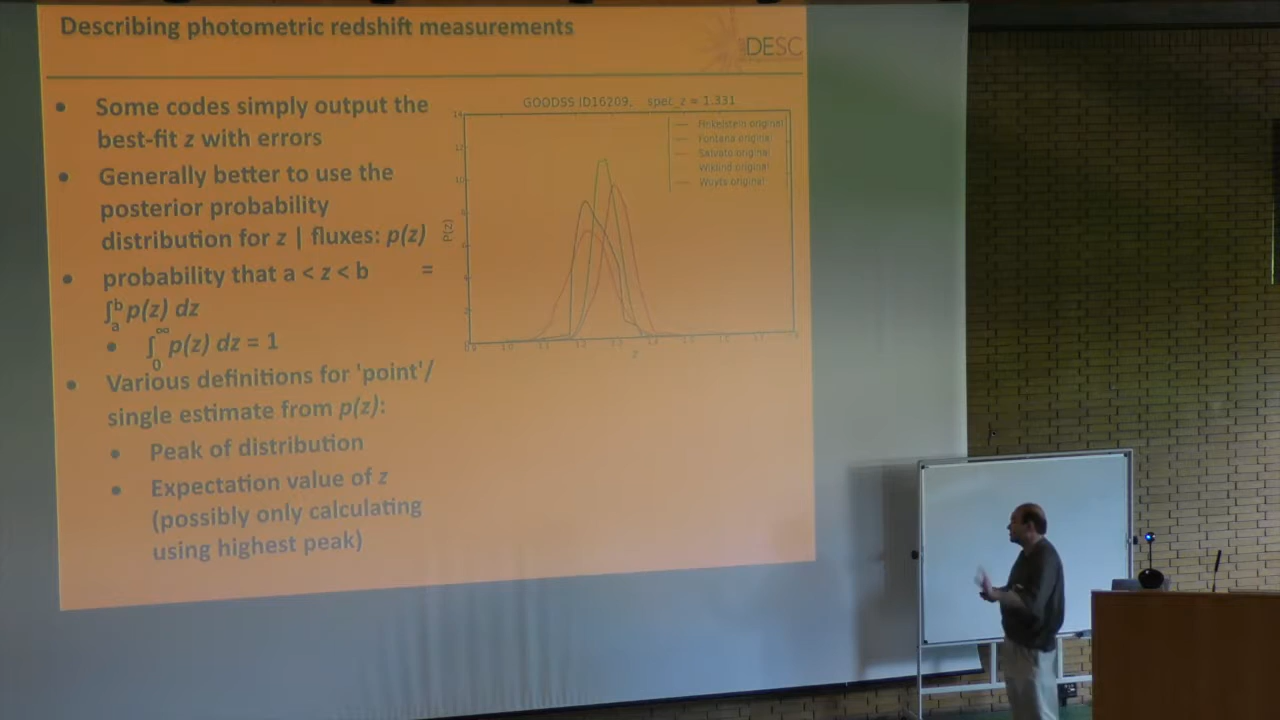 Describing photometric redshift measurements
DESC
• Some codes simply output the
best-fit z with errors
• Generally better to use the
posterior probability
distribution for z | fluxes: p(z)
• probability that a < z < b =
∫ₐᵇ p(z) dz
• ∫₀^∞ p(z) dz = 1
• Various definitions for 'point'/
single estimate from p(z):
• Peak of distribution
• Expectation value of z
(possibly only calculating
using highest peak)
GOODSS ID16209, spec_z = 1.331
Finkelstein original
Fontana original
Salvato original
Wiklind original
Wuyts original
P(z)
14
12
10
z